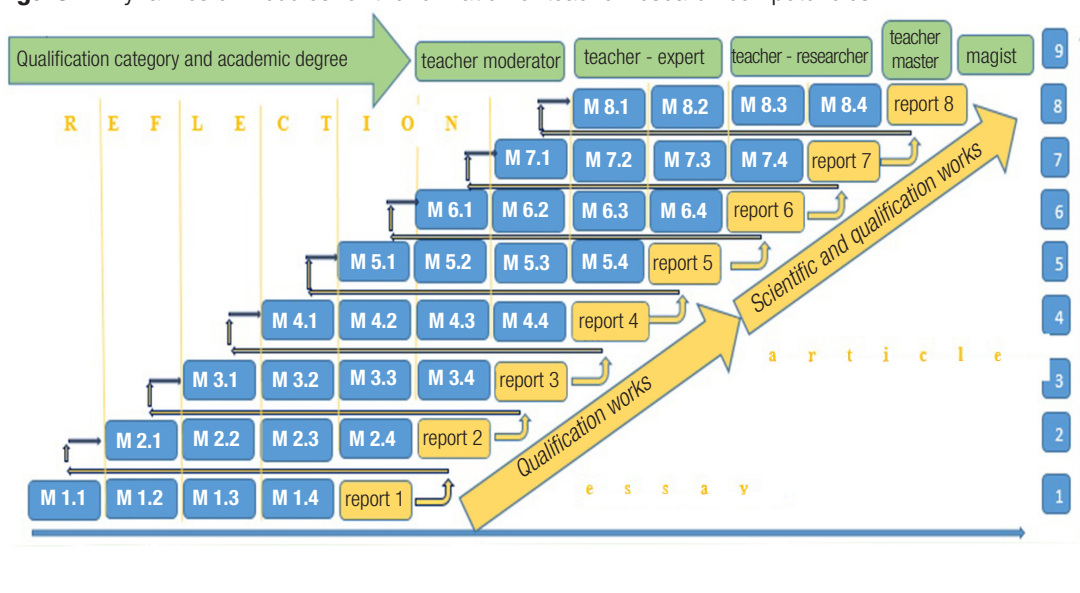 Qualification category and academic degree
teacher moderator
teacher - expert
teacher - researcher
teacher
master
magist
9
R E F L E C T I O N
M 8.1 M 8.2 M 8.3 M 8.4 report 8
8
M 7.1 M 7.2 M 7.3 M 7.4 report 7
7
M 6.1 M 6.2 M 6.3 M 6.4 report 6
6
M 5.1 M 5.2 M 5.3 M 5.4 report 5
5
Scientific and qualification works
M 4.1 M 4.2 M 4.3 M 4.4 report 4
4
a r t i c l e
M 3.1 M 3.2 M 3.3 M 3.4 report 3
3
Qualification works
M 2.1 M 2.2 M 2.3 M 2.4 report 2
2
e s s a y
M 1.1 M 1.2 M 1.3 M 1.4 report 1
1